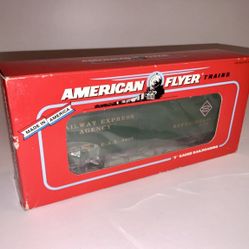 AMERICAN FLYER TRAINS
MADE IN AMERICA
RAILWAY EXPRESS
AGENCY
"S" GAUGE RAILROADING